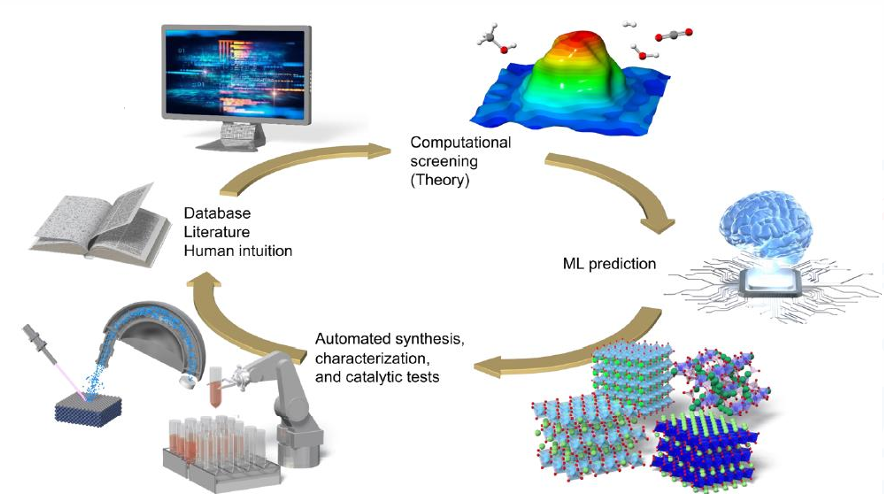 Computational
screening
(Theory)
Database
Literature
Human intuition
ML prediction
Automated synthesis,
characterization,
and catalytic tests